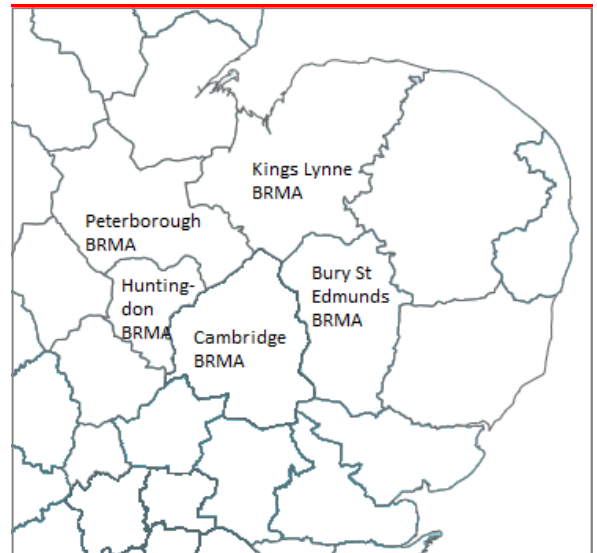 Kings Lynne
BRMA
Peterborough
BRMA
Bury St
Edmunds
BRMA
Hunting-
don
BRMA
Cambridge
BRMA